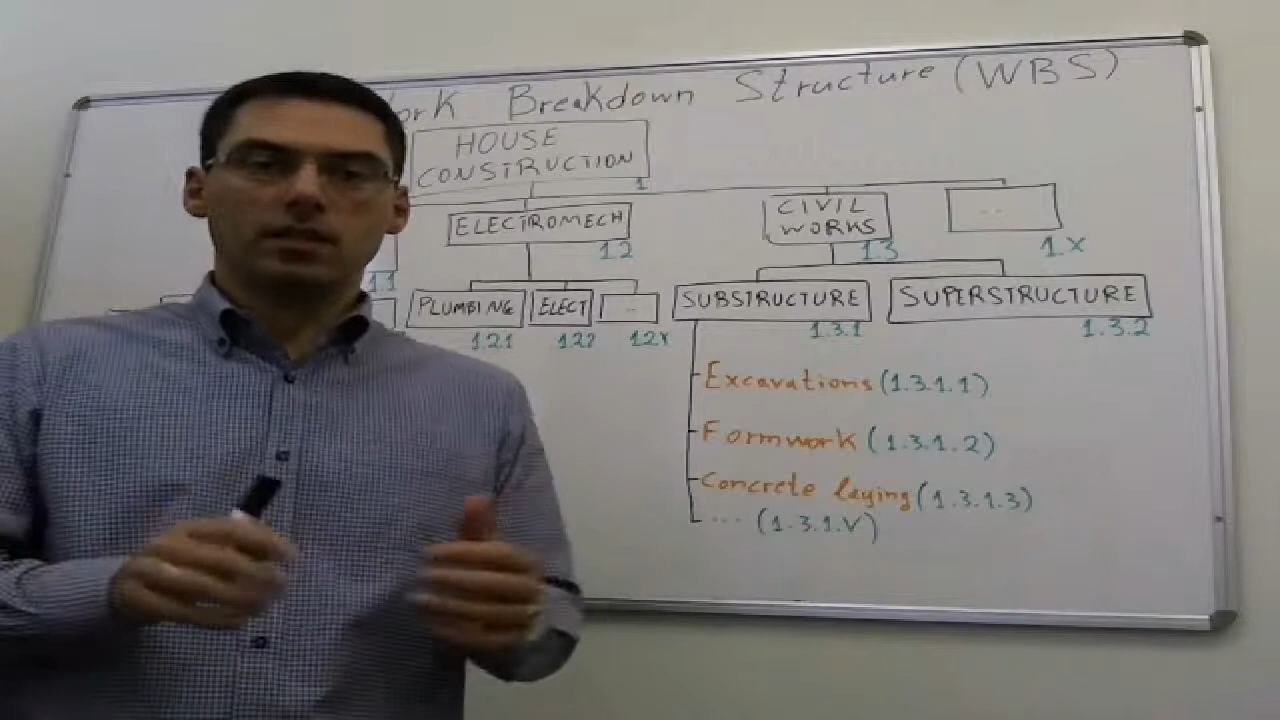 Breakdown Structure (WBS)
HOUSE
CONSTRUCTION
1
ELECTROMECH
1.2
CIVIL
WORKS
1.3
...
1.X
1.1
PLUMBING
1.2.1
ELECT
1.2.2
...
1.2.Y
SUBSTRUCTURE
1.3.1
SUPERSTRUCTURE
1.3.2
Excavations (1.3.1.1)
Formwork (1.3.1.2)
Concrete laying (1.3.1.3)
... (1.3.1.V)